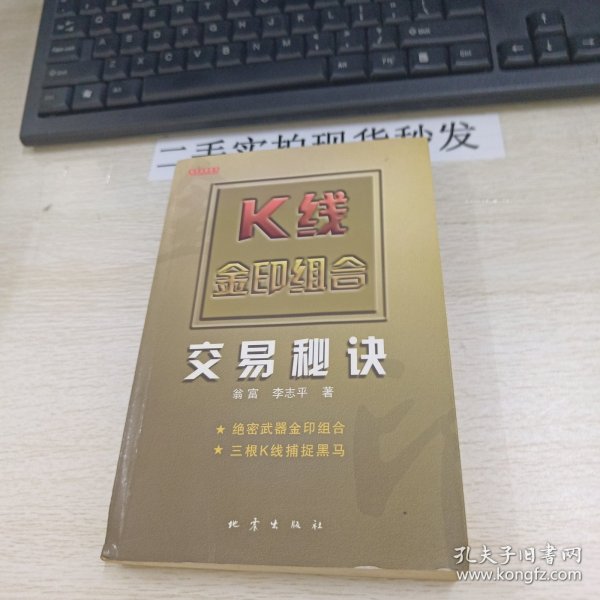 二手实拍现货秒发
K线
金印组合
交易秘诀
翁富 李志平 著
★ 绝密武器金印组合
★ 三根K线捕捉黑马
地震出版社
孔夫子旧书网
www.kongfz.com